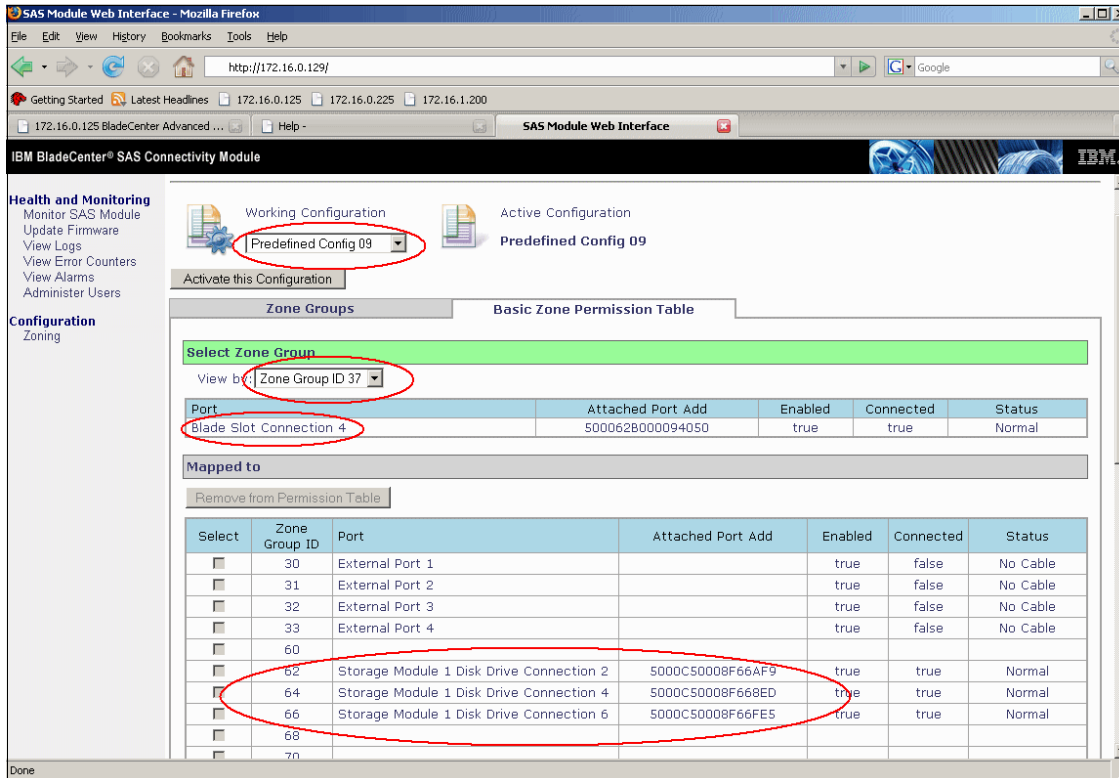 SAS Module Web Interface - Mozilla Firefox
File Edit View History Bookmarks Tools Help
http://172.16.0.129/
G Google
Getting Started Latest Headlines 172.16.0.125 172.16.0.225 172.16.1.200
172.16.0.125 BladeCenter Advanced ... Help - SAS Module Web Interface
IBM BladeCenter® SAS Connectivity Module
IBM.
Health and Monitoring
Monitor SAS Module
Update Firmware
View Logs
View Error Counters
View Alarms
Administer Users
Configuration
Zoning
Working Configuration
Predefined Config 09
Active Configuration
Predefined Config 09
Activate this Configuration
Zone Groups Basic Zone Permission Table
Select Zone Group
View by: Zone Group ID 37
Port Attached Port Add Enabled Connected Status
Blade Slot Connection 4 500062B000094050 true true Normal
Mapped to
Remove from Permission Table
Select Zone Group ID Port Attached Port Add Enabled Connected Status
30 External Port 1 true false No Cable
31 External Port 2 true false No Cable
32 External Port 3 true false No Cable
33 External Port 4 true false No Cable
60
62 Storage Module 1 Disk Drive Connection 2 5000C50008F66AF9 true true Normal
64 Storage Module 1 Disk Drive Connection 4 5000C50008F668ED true true Normal
66 Storage Module 1 Disk Drive Connection 6 5000C50008F66FE5 true true Normal
68
70
Done